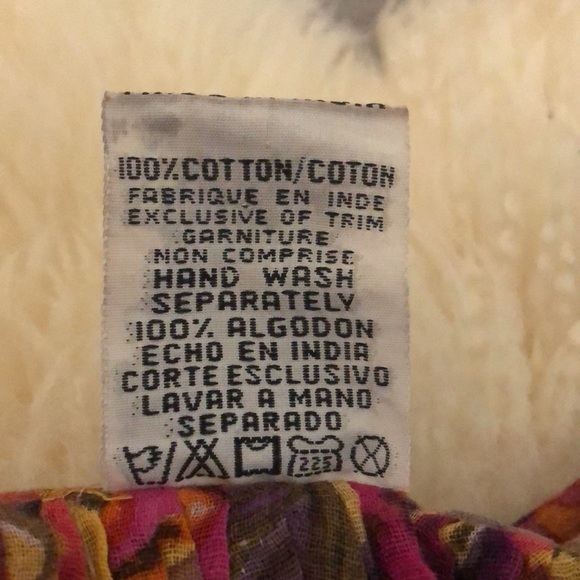 100% COTTON/COTON
FABRIQUE EN INDE
EXCLUSIVE OF TRIM
GARNITURE
NON COMPRISE
HAND WASH
SEPARATELY
100% ALGODON
ECHO EN INDIA
CORTE ESCLUSIVO
LAVAR A MANO
SEPARADO
225